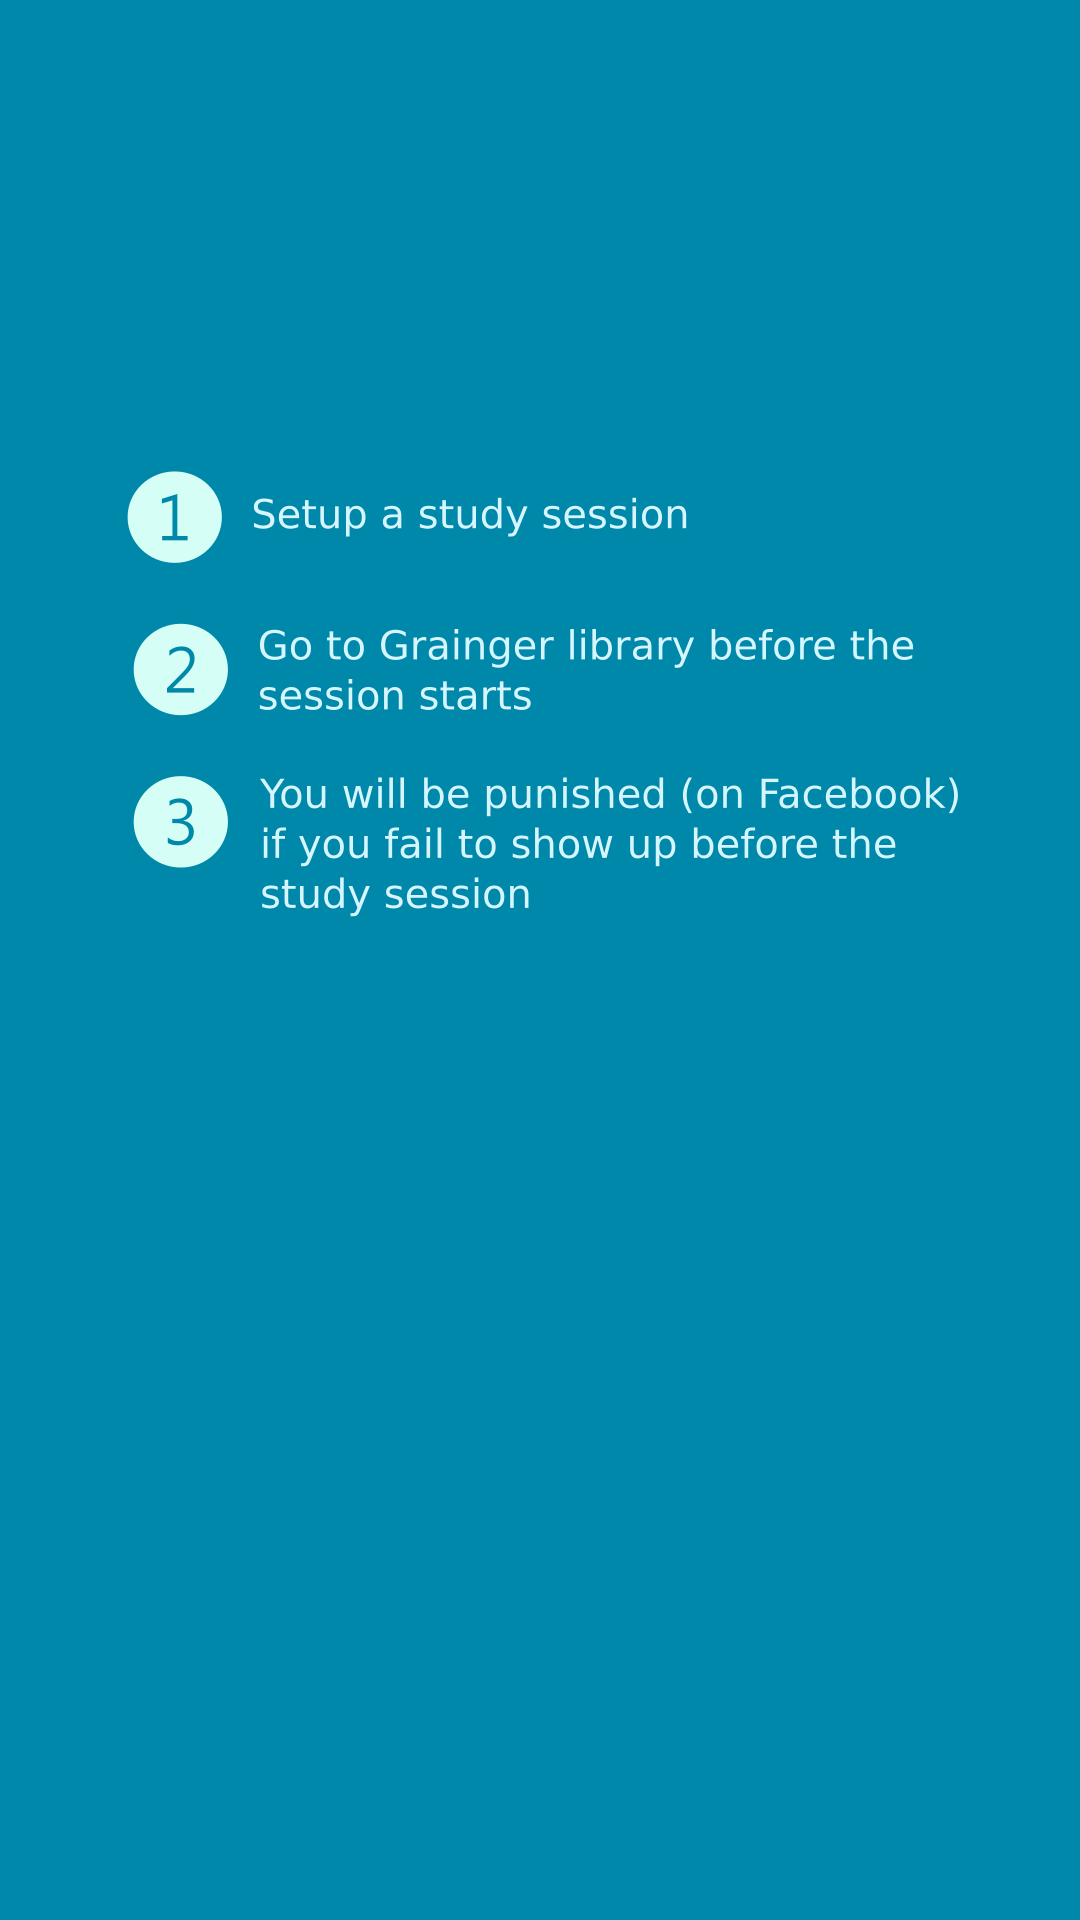 1 Setup a study session
2 Go to Grainger library before the
session starts
3 You will be punished (on Facebook)
if you fail to show up before the
study session